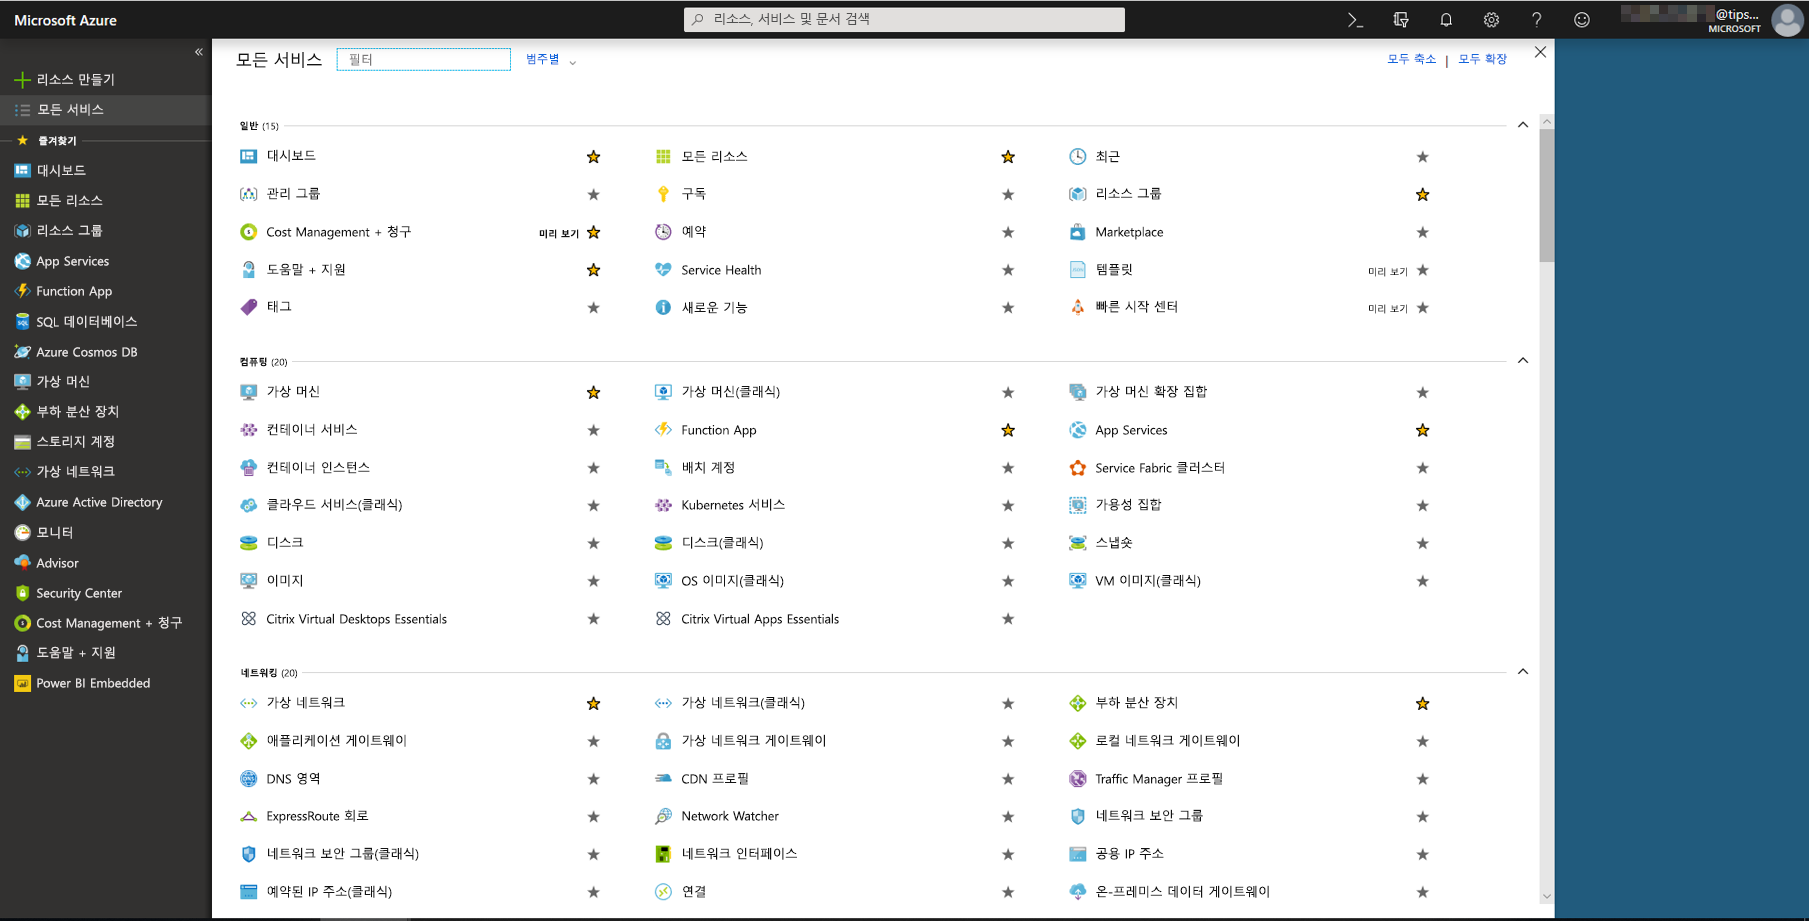 Microsoft Azure
리소스, 서비스 및 문서 검색
@tips...
MICROSOFT
«
리소스 만들기
모든 서비스
즐겨찾기
대시보드
모든 리소스
리소스 그룹
App Services
Function App
SQL 데이터베이스
Azure Cosmos DB
가상 머신
부하 분산 장치
스토리지 계정
가상 네트워크
Azure Active Directory
모니터
Advisor
Security Center
Cost Management + 청구
도움말 + 지원
Power BI Embedded
모든 서비스 필터 범주별
모두 축소 | 모두 확장
일반 (15)
대시보드 모든 리소스 최근
관리 그룹 구독 리소스 그룹
Cost Management + 청구 미리 보기 예약 Marketplace
도움말 + 지원 Service Health 템플릿 미리 보기
태그 새로운 기능 빠른 시작 센터 미리 보기
컴퓨팅 (20)
가상 머신 가상 머신(클래식) 가상 머신 확장 집합
컨테이너 서비스 Function App App Services
컨테이너 인스턴스 배치 계정 Service Fabric 클러스터
클라우드 서비스(클래식) Kubernetes 서비스 가용성 집합
디스크 디스크(클래식) 스냅숏
이미지 OS 이미지(클래식) VM 이미지(클래식)
Citrix Virtual Desktops Essentials Citrix Virtual Apps Essentials
네트워킹 (20)
가상 네트워크 가상 네트워크(클래식) 부하 분산 장치
애플리케이션 게이트웨이 가상 네트워크 게이트웨이 로컬 네트워크 게이트웨이
DNS 영역 CDN 프로필 Traffic Manager 프로필
ExpressRoute 회로 Network Watcher 네트워크 보안 그룹
네트워크 보안 그룹(클래식) 네트워크 인터페이스 공용 IP 주소
예약된 IP 주소(클래식) 연결 온-프레미스 데이터 게이트웨이